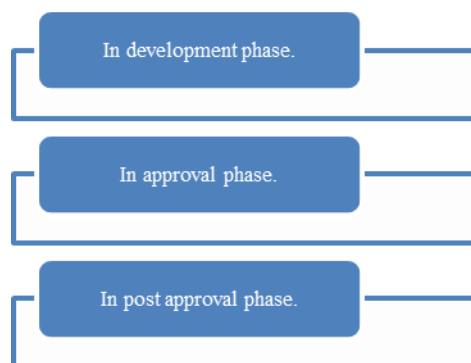 In development phase.
In approval phase.
In post approval phase.